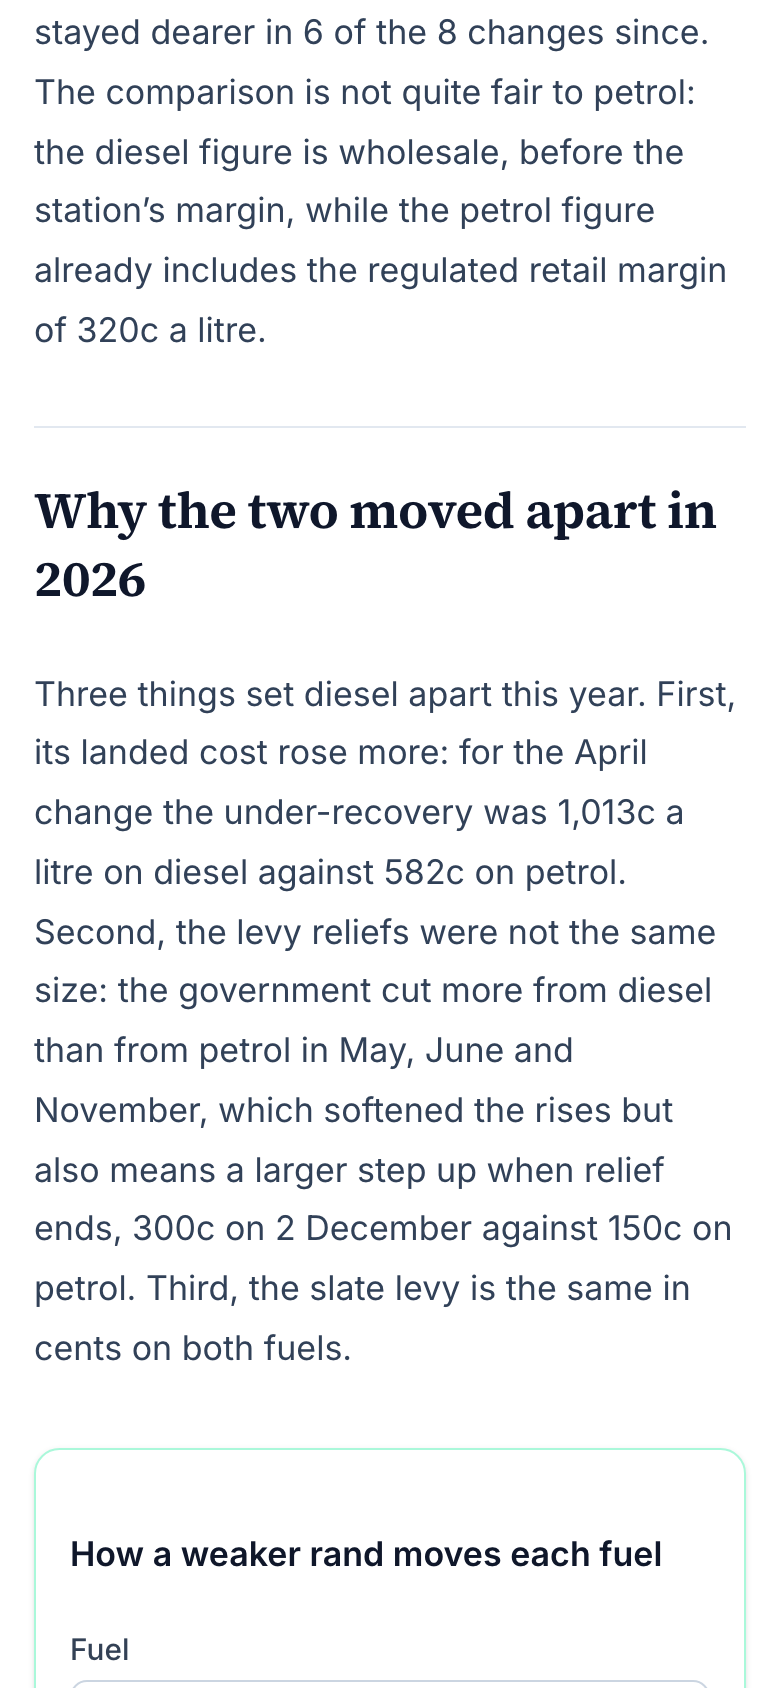 stayed dearer in 6 of the 8 changes since.
The comparison is not quite fair to petrol:
the diesel figure is wholesale, before the
station’s margin, while the petrol figure
already includes the regulated retail margin
of 320c a litre.
Why the two moved apart in
2026
Three things set diesel apart this year. First,
its landed cost rose more: for the April
change the under-recovery was 1,013c a
litre on diesel against 582c on petrol.
Second, the levy reliefs were not the same
size: the government cut more from diesel
than from petrol in May, June and
November, which softened the rises but
also means a larger step up when relief
ends, 300c on 2 December against 150c on
petrol. Third, the slate levy is the same in
cents on both fuels.
How a weaker rand moves each fuel
Fuel